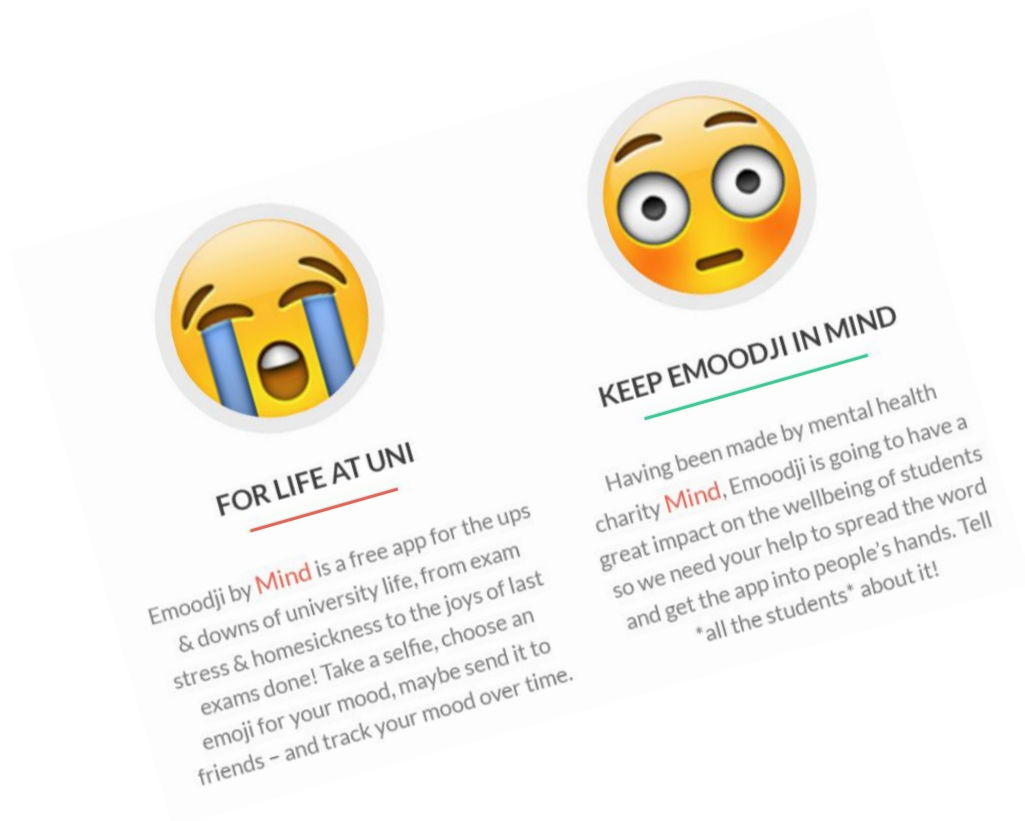 FOR LIFE AT UNI
Emoodji by Mind is a free app for the ups
& downs of university life, from exam
stress & homesickness to the joys of last
exams done! Take a selfie, choose an
emoji for your mood, maybe send it to
friends – and track your mood over time.
KEEP EMOODJI IN MIND
Having been made by mental health
charity Mind, Emoodji is going to have a
great impact on the wellbeing of students
so we need your help to spread the word
and get the app into people's hands. Tell
*all the students* about it!